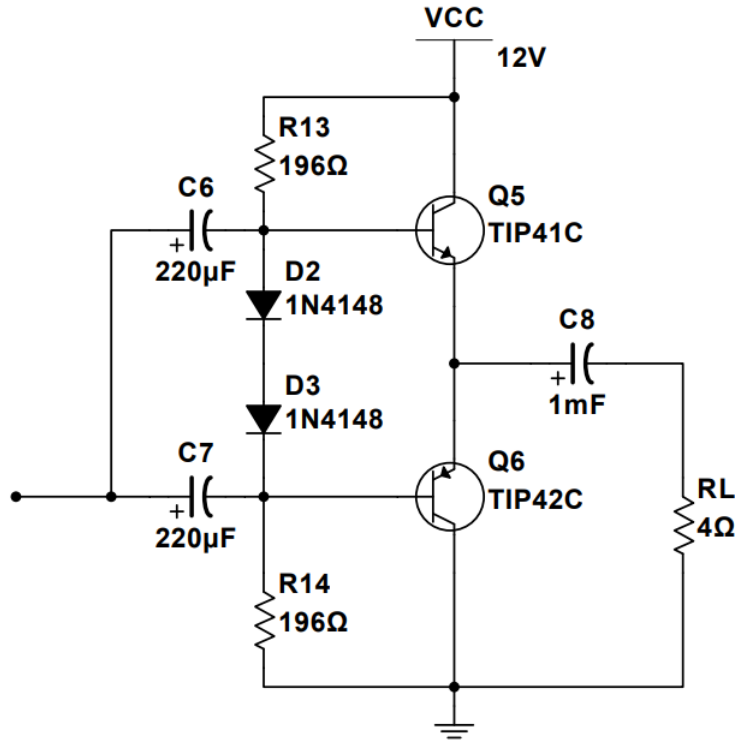 VCC
12V
R13
196Ω
C6
+
220µF
Q5
TIP41C
D2
1N4148
C8
+
1mF
D3
1N4148
C7
+
220µF
Q6
TIP42C
RL
4Ω
R14
196Ω